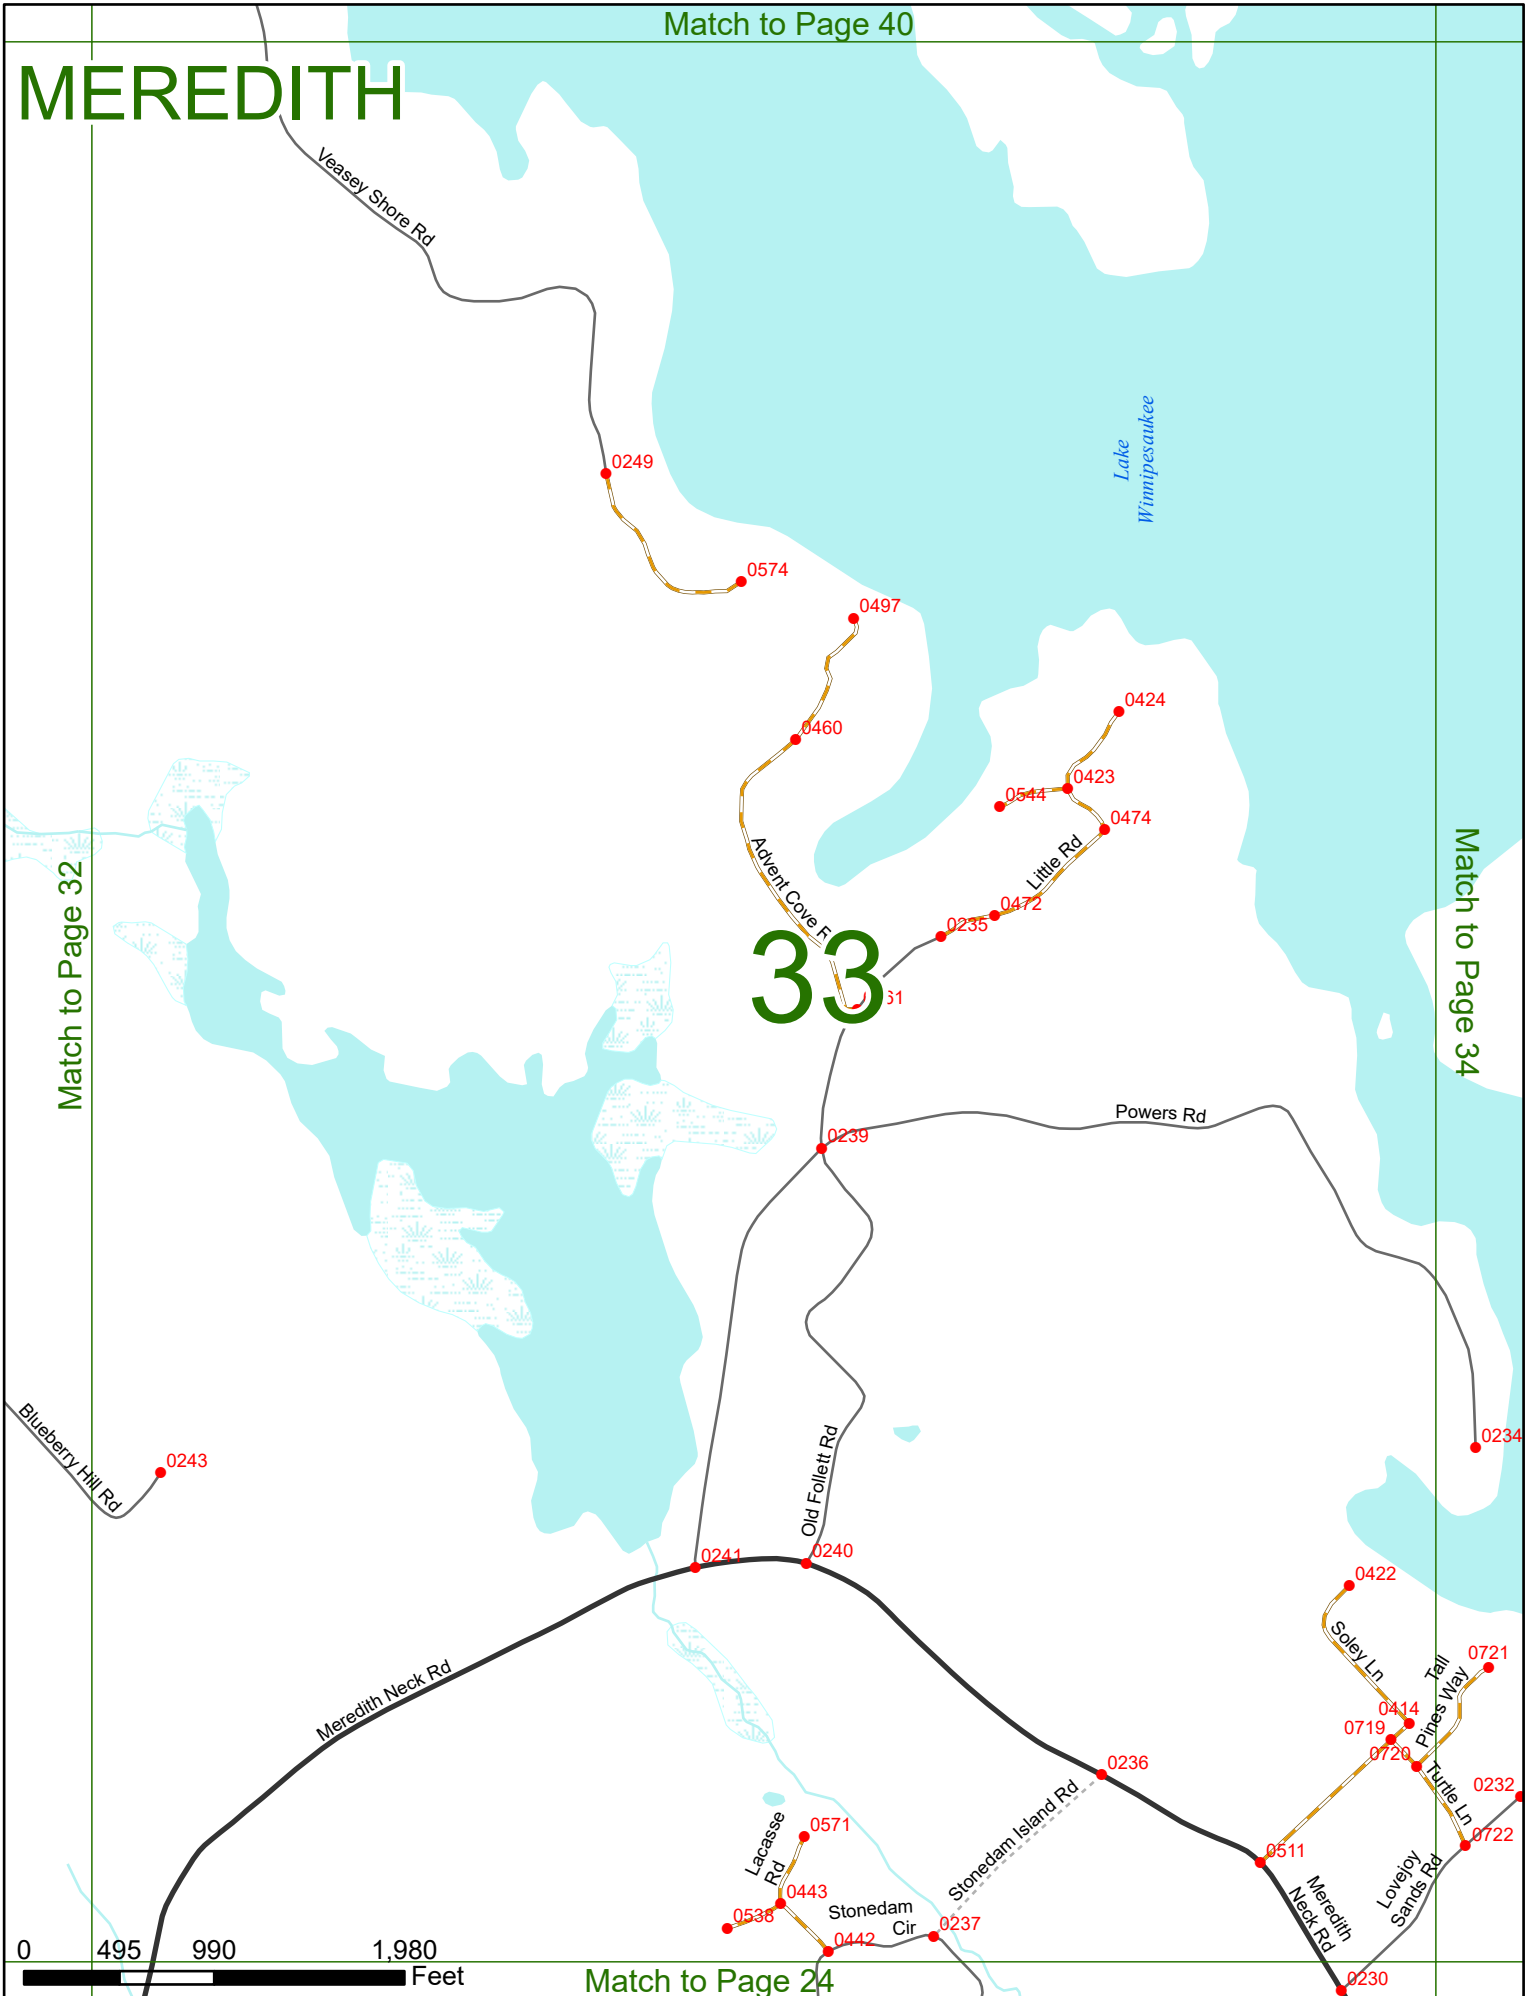 Match to Page 40
MEREDITH
Veasey Shore Rd
Lake
Winnipesaukee
0249
0574
0497
0424
0460
0423
0544
0474
Little Rd
Advent Cove R
0472
0235
33
61
Match to Page 32
Match to Page 34
Powers Rd
0239
Blueberry Hill Rd
0243
Old Follett Rd
0234
0241
0240
0422
Soley Ln
Tall
Pines Way
0721
Meredith Neck Rd
0414
0719
0720
Turtle Ln
0236
0232
Stonedam Island Rd
Lacasse
Rd
0571
0722
0511
Lovejoy
Sands Rd
Meredith
Neck Rd
0443
0538
Stonedam
Cir
0237
0442
0 495 990 1,980
Feet
Match to Page 24
0230